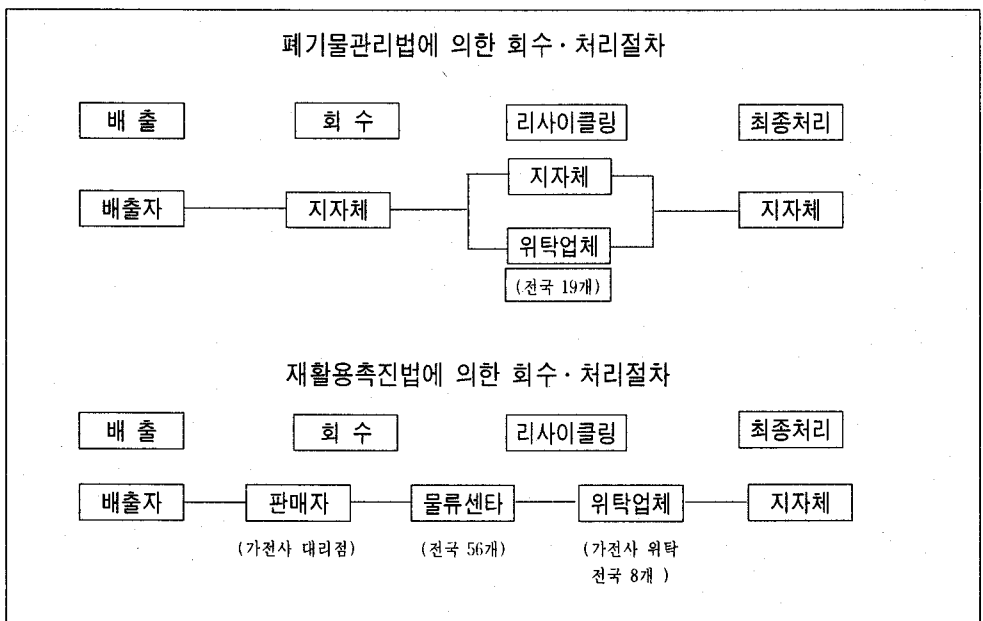 폐기물관리법에 의한 회수·처리절차
배 출 회 수 리사이클링 최종처리
지자체
배출자 지자체 지자체
위탁업체
(전국 19개)
재활용촉진법에 의한 회수·처리절차
배 출 회 수 리사이클링 최종처리
배출자 판매자 물류센타 위탁업체 지자체
(가전사 대리점) (전국 56개) (가전사 위탁
전국 8개 )